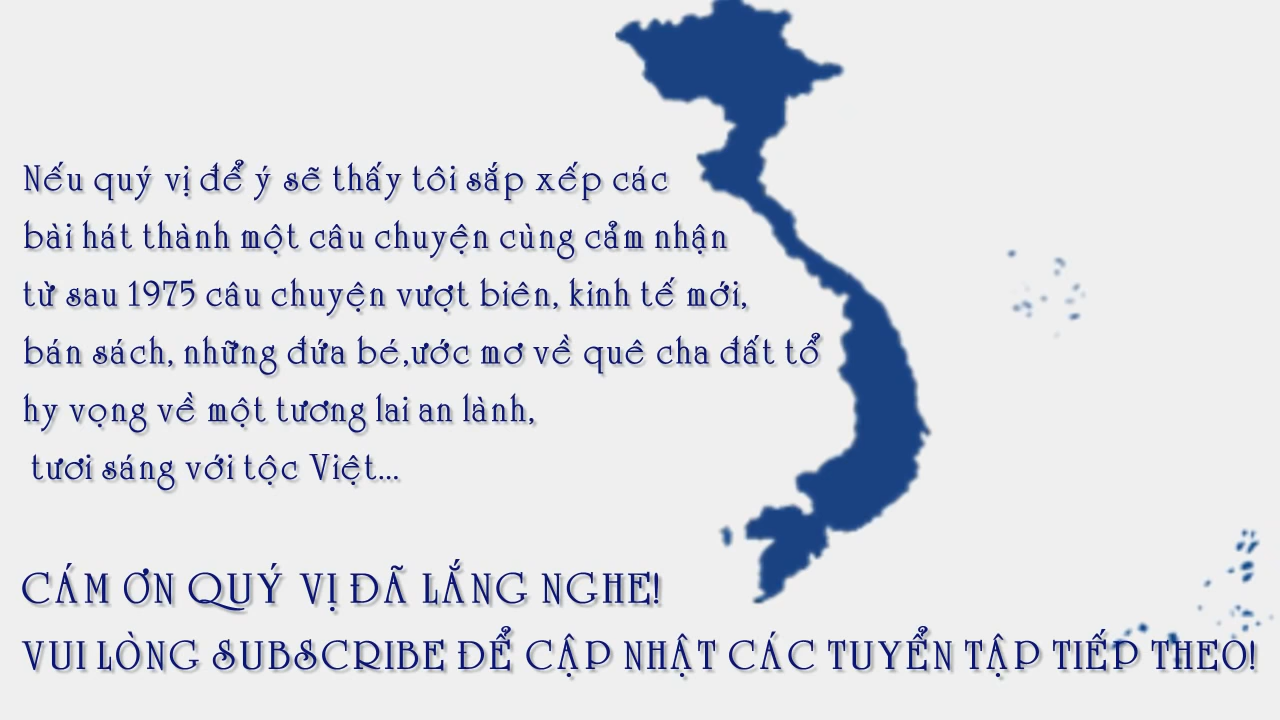 Nếu quý vị để ý sẽ thấy tôi sắp xếp các
bài hát thành một câu chuyện cùng cảm nhận
từ sau 1975 câu chuyện vượt biên, kinh tế mới,
bán sách, những đứa bé,ước mơ về quê cha đất tổ
hy vọng về một tương lai an lành,
tươi sáng với tộc Việt...
CÁM ƠN QUÝ VỊ ĐÃ LẮNG NGHE!
VUI LÒNG SUBSCRIBE ĐỂ CẬP NHẬT CÁC TUYỂN TẬP TIẾP THEO!